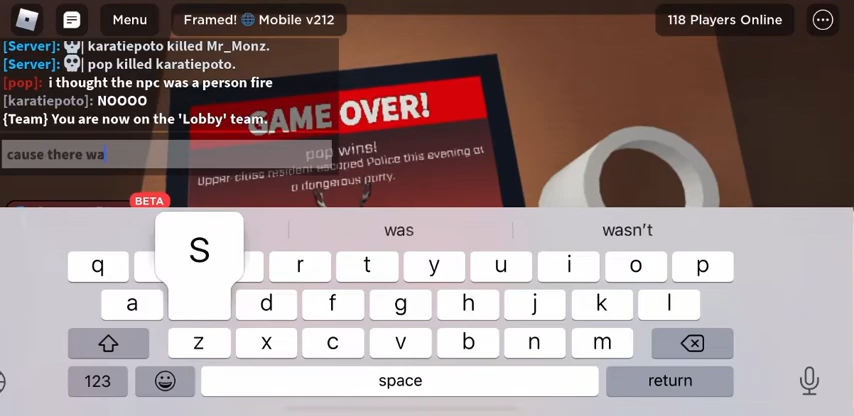 Menu
Framed! 🌐 Mobile v212
118 Players Online
[Server]: 💀| karatiepoto killed Mr_Monz.
[Server]: 💀| pop killed karatiepoto.
[pop]: i thought the npc was a person fire
[karatiepoto]: NOOOO
{Team} You are now on the 'Lobby' team.
cause there wa
GAME OVER!
pop wins!
Upper-class resident escaped Police this evening at
a dangerous party.
BETA
was
wasn't
S
q r t y u i o p
a d f g h j k l
z x c v b n m
123
space
return